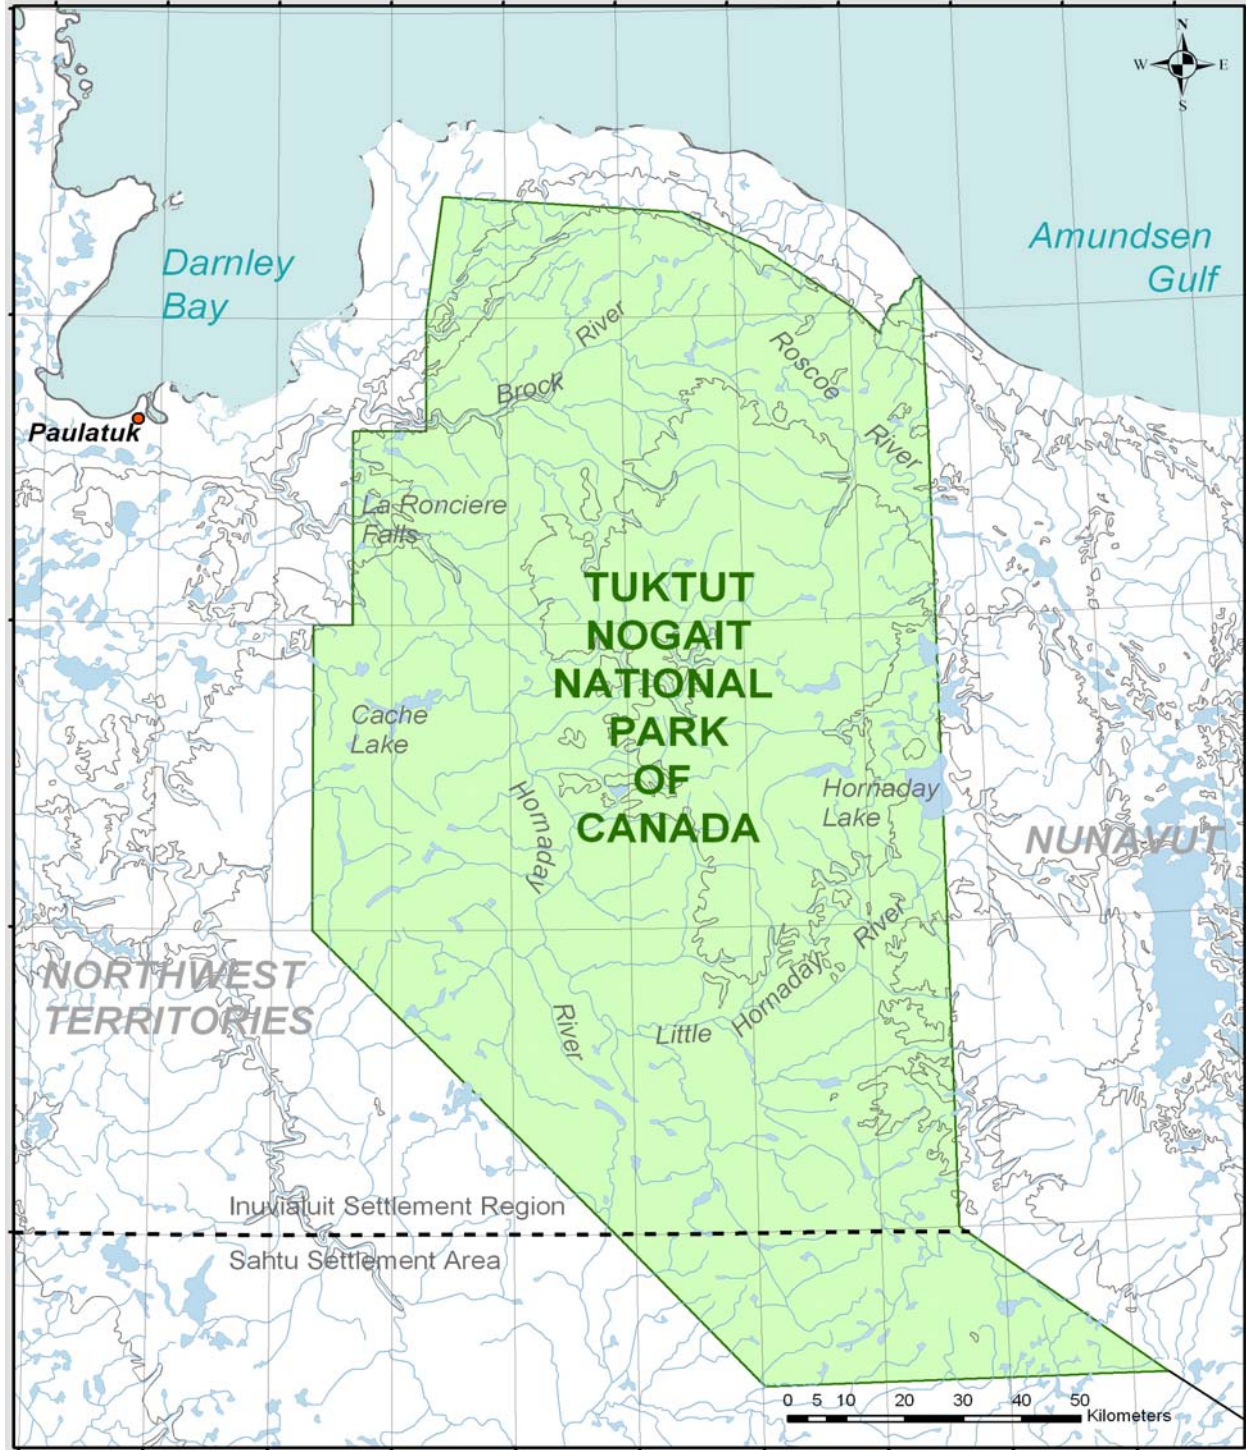 N
W E
S
Amundsen
Gulf
Darnley
Bay
River
Roscoe
Brock
Paulatuk
River
La Ronciere
Falls
TUKTUT
NOGAIT
NATIONAL
PARK
OF
CANADA
Cache
Lake
Hornaday
Hornaday
Lake
NUNAVUT
River
NORTHWEST
TERRITORIES
Hornaday
River
Little
Inuvialuit Settlement Region
Sahtu Settlement Area
0 5 10 20 30 40 50
Kilometers